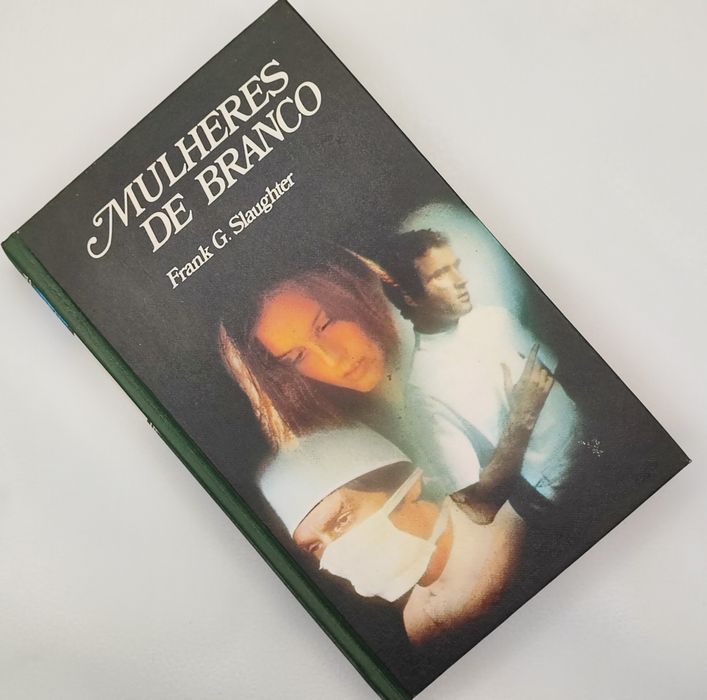 MULHERES
DE BRANCO
Frank G. Slaughter